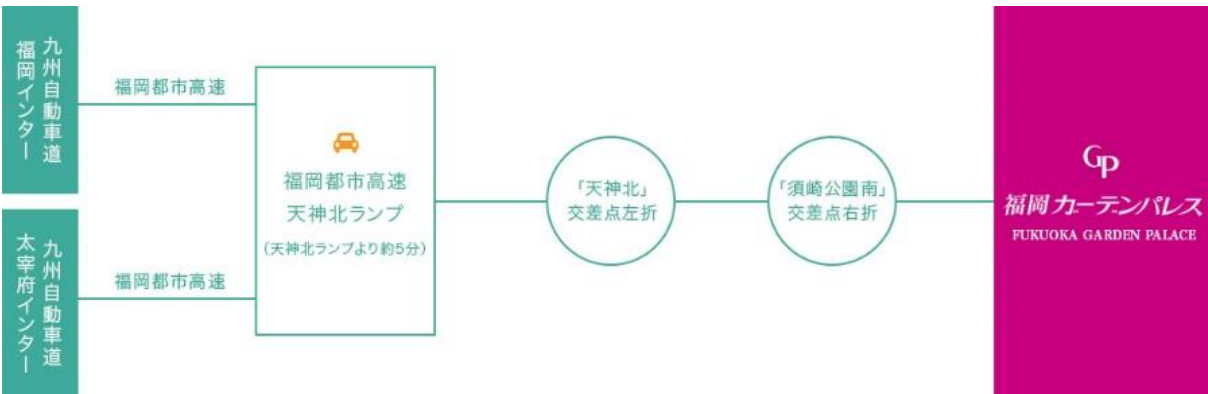 九州自動車道
福岡インター
福岡都市高速
九州自動車道
太宰府インター
福岡都市高速
福岡都市高速
天神北ランプ
（天神北ランプより約5分）
「天神北」
交差点左折
「須崎公園南」
交差点右折
GP
福岡ガーデンパレス
FUKUOKA GARDEN PALACE